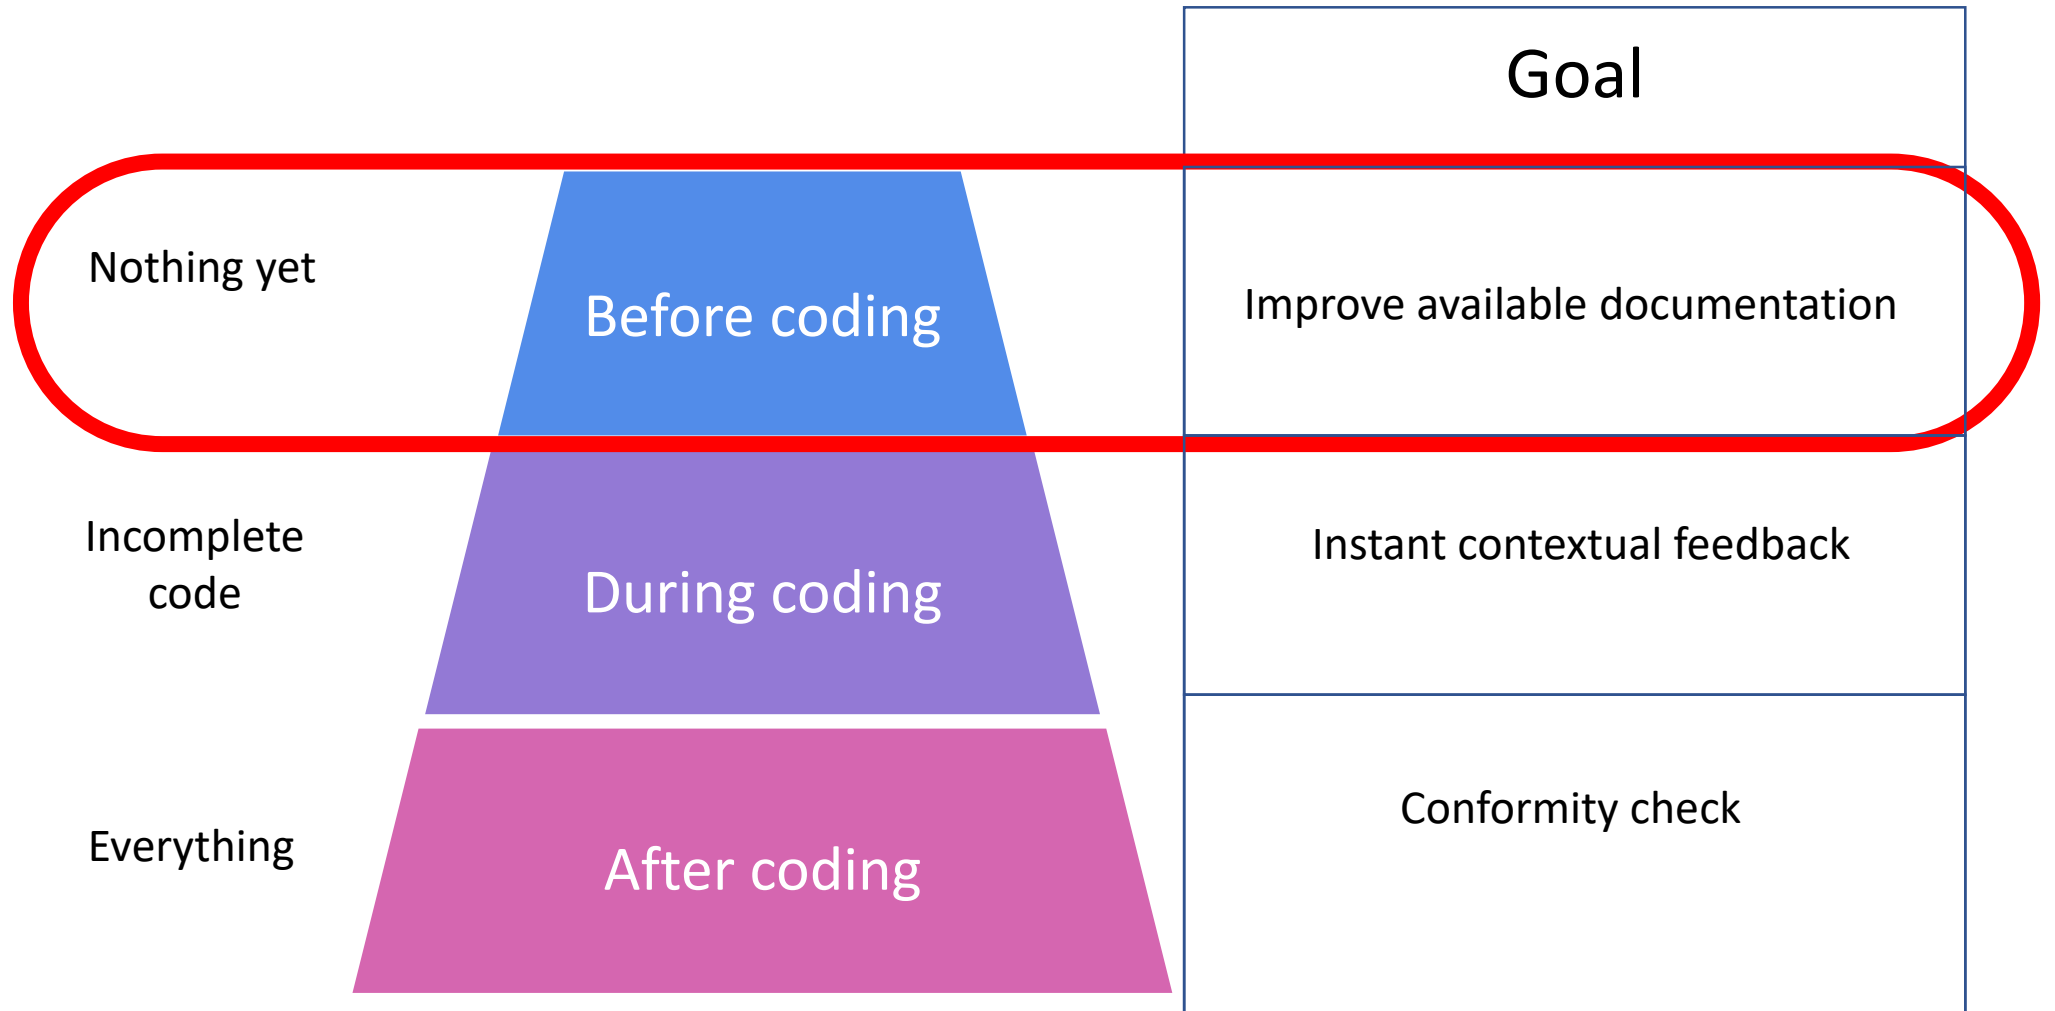 Goal
Nothing yet
Before coding
Improve available documentation
Incomplete
code
During coding
Instant contextual feedback
Everything
After coding
Conformity check